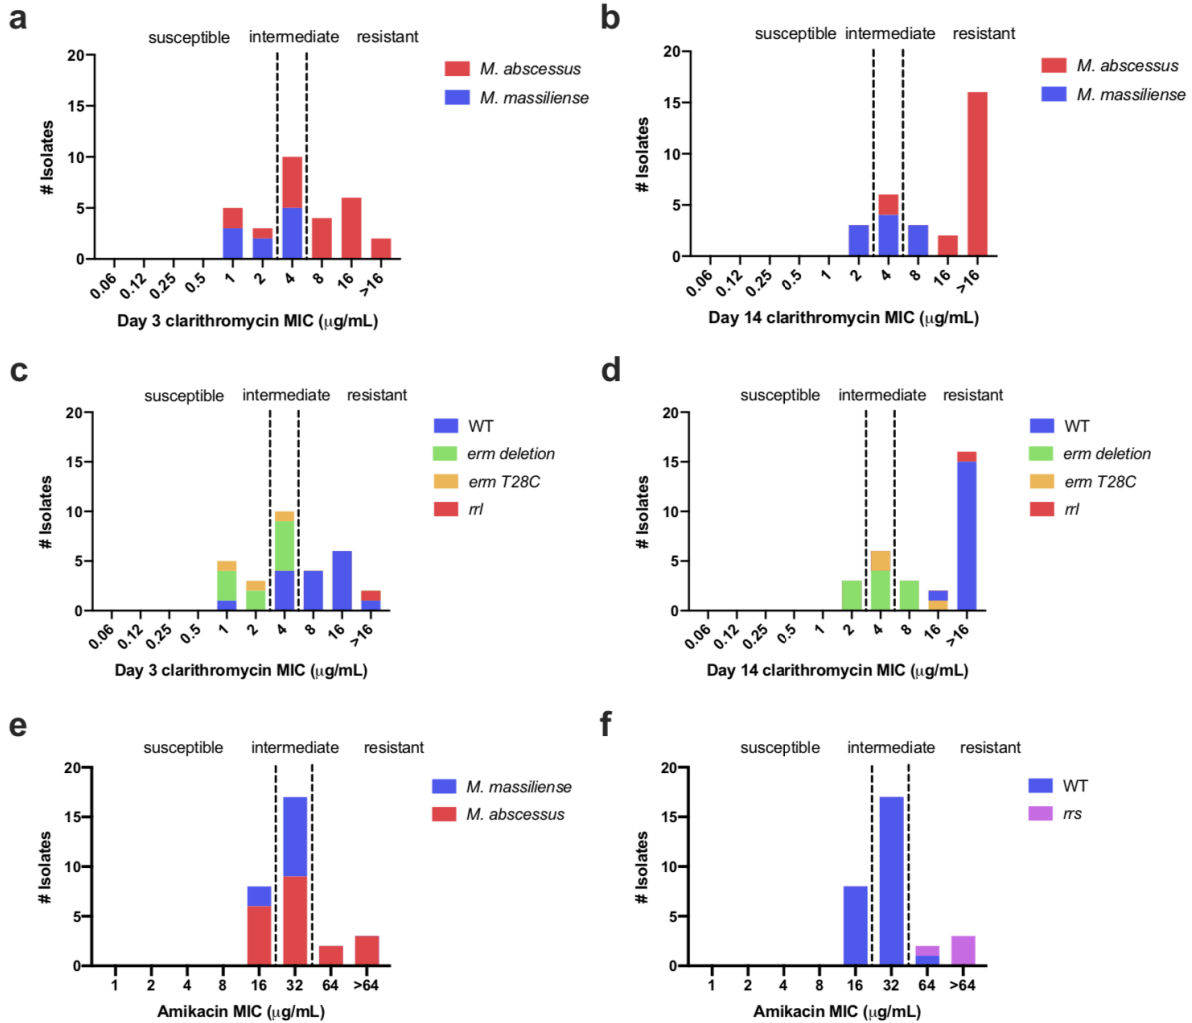 a
susceptible intermediate resistant
20
15
10
5
0
# Isolates
0.06 0.12 0.25 0.5 1 2 4 8 16 >16
Day 3 clarithromycin MIC (μg/mL)
M. abscessus
M. massiliense
b
susceptible intermediate resistant
20
15
10
5
0
# Isolates
0.06 0.12 0.25 0.5 1 2 4 8 16 >16
Day 14 clarithromycin MIC (μg/mL)
M. abscessus
M. massiliense
c
susceptible intermediate resistant
20
15
10
5
0
# Isolates
0.06 0.12 0.25 0.5 1 2 4 8 16 >16
Day 3 clarithromycin MIC (μg/mL)
WT
erm deletion
erm T28C
rrl
d
susceptible intermediate resistant
20
15
10
5
0
# Isolates
0.06 0.12 0.25 0.5 1 2 4 8 16 >16
Day 14 clarithromycin MIC (μg/mL)
WT
erm deletion
erm T28C
rrl
e
susceptible intermediate resistant
20
15
10
5
0
# Isolates
1 2 4 8 16 32 64 >64
Amikacin MIC (μg/mL)
M. massiliense
M. abscessus
f
susceptible intermediate resistant
20
15
10
5
0
# Isolates
1 2 4 8 16 32 64 >64
Amikacin MIC (μg/mL)
WT
rrs